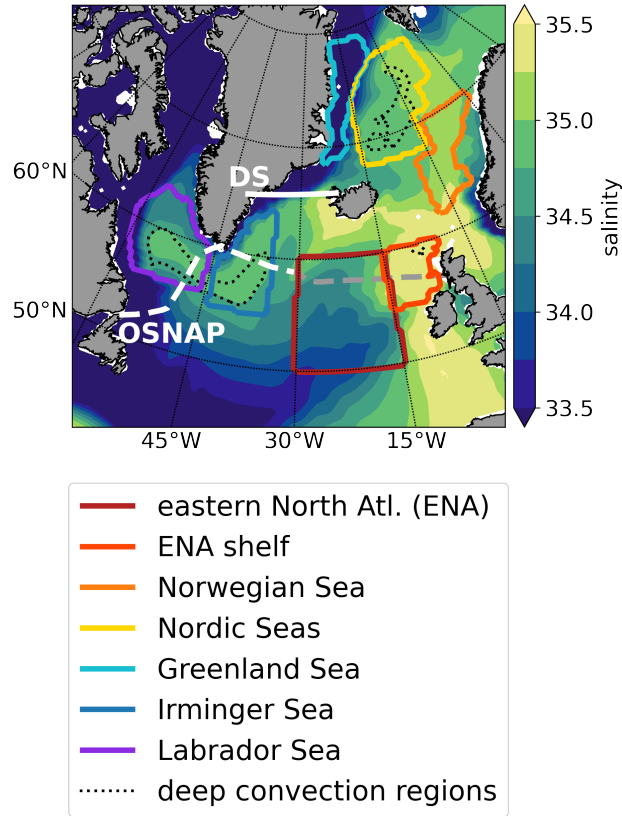 35.5
DS
35.0
60°N
salinity
34.5
50°N
OSNAP
34.0
33.5
45°W
30°W
15°W
eastern North Atl. (ENA)
ENA shelf
Norwegian Sea
Nordic Seas
Greenland Sea
Irminger Sea
Labrador Sea
deep convection regions